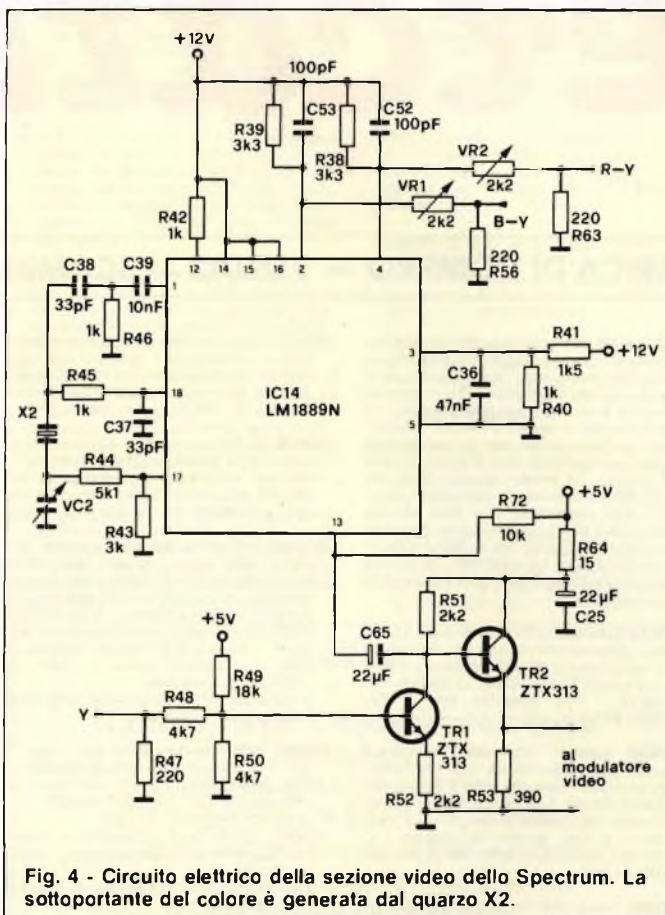 +12V
100pF
C53
C52
100pF
R39
3k3
R38
3k3
VR2
2k2
R-Y
VR1
2k2
B-Y
220
R63
220
R56
R42
1k
12
14
15
16
2
4
C38
33pF
C39
10nF
1
1k
R46
R45
1k
18
C37
33pF
X2
R44
5k1
17
VC2
R43
3k
IC14
LM1889N
3
R41
1k5
+12V
C36
47nF
1k
R40
5
13
R72
10k
+5V
R64
15
22µF
C25
R51
2k2
C65
22µF
TR2
ZTX313
+5V
R49
18k
R48
4k7
Y
R47
220
R50
4k7
TR1
ZTX
313
R52
2k2
R53
390
al
modulatore
video
Fig. 4 - Circuito elettrico della sezione video dello Spectrum. La
sottoportante del colore è generata dal quarzo X2.